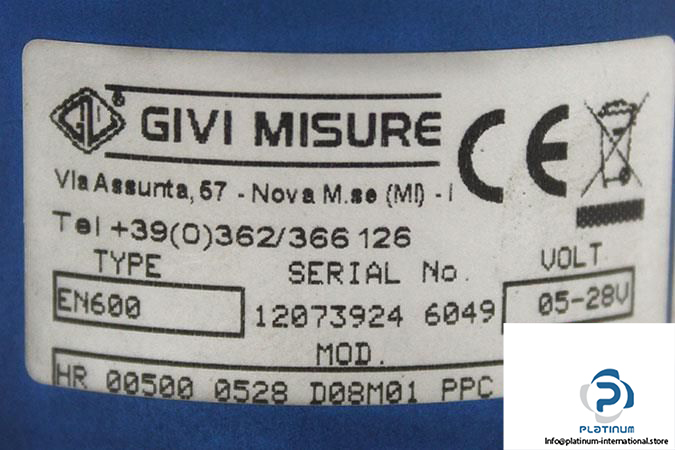 GIVI MISURE
CE
Via Assunta, 57 - Nova M.se (MI) - I
Tel +39(0)362/366 126
TYPE
SERIAL No.
VOLT
EN600
12073924 6049
05-28V
MOD.
HR 00500 0528 D08M01 PPC
PLATINUM
Info@platinum-international.store